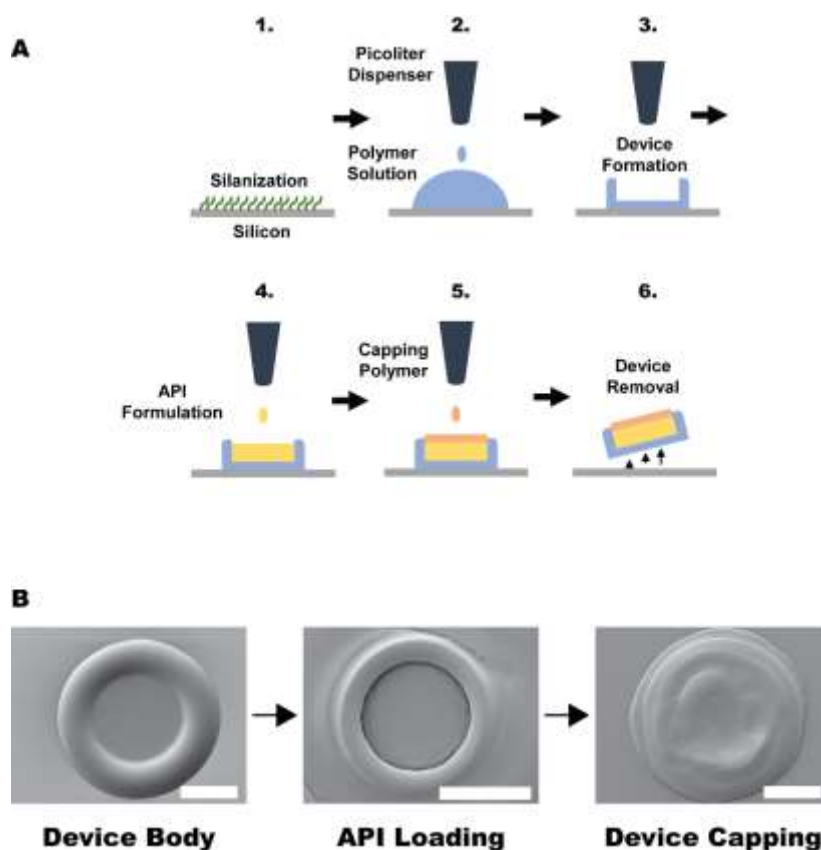 A
1.
2.
3.
Picoliter
Dispenser
Polymer
Solution
Device
Formation
Silanization
Silicon
4.
5.
6.
API
Formulation
Capping
Polymer
Device
Removal
B
Device Body
API Loading
Device Capping